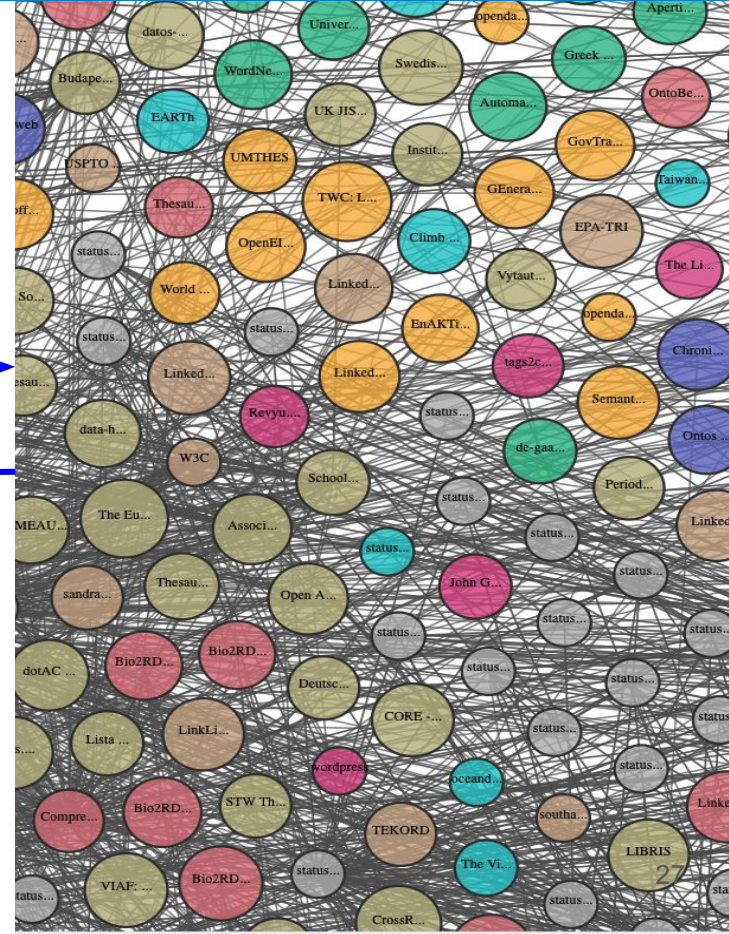 Aperti...
openda...
Univer...
datos-...
Greek ...
Swedis...
WordNe...
Budape...
OntoBe...
Automa...
UK JIS...
EARTh
web
GovTra...
Instit...
UMTHES
USPTO ...
Taiwan...
GEnera...
TWC: L...
Thesau...
off...
EPA-TRI
Climb ...
OpenEI...
status...
The Li...
Vytaut...
Linked...
World ...
So...
openda...
EnAKTi...
status...
status...
Chroni...
tags2c...
Linked...
Linked...
esau...
Semant...
Revyu....
status...
data-h...
Ontos ...
de-gaa...
W3C
School...
Period...
status...
The Eu...
MEAU...
Associ...
Linked
status...
status...
status...
Thesau...
John G...
sandra...
Open A...
status...
status...
status...
Bio2RD...
Bio2RD...
dotAC ...
status...
status...
Deutsc...
CORE -...
status...
LinkLi...
status...
Lista ...
s....
wordpress
status...
oceand...
STW Th...
Linke
Bio2RD...
Compre...
southa...
TEKORD
LIBRIS
The Vi...
status...
27
Bio2RD...
VIAF: ...
sta
tatus...
status...
CrossR...